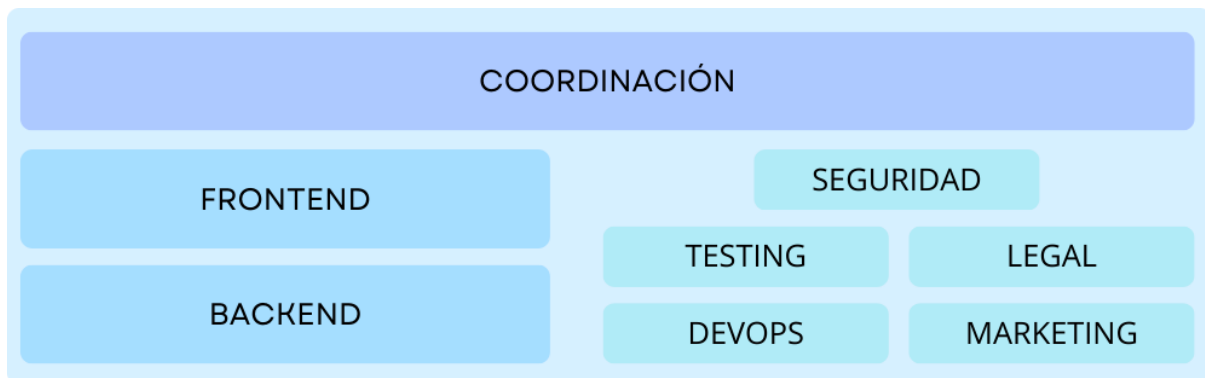 COORDINACIÓN
FRONTEND
BACKEND
SEGURIDAD
TESTING
LEGAL
DEVOPS
MARKETING